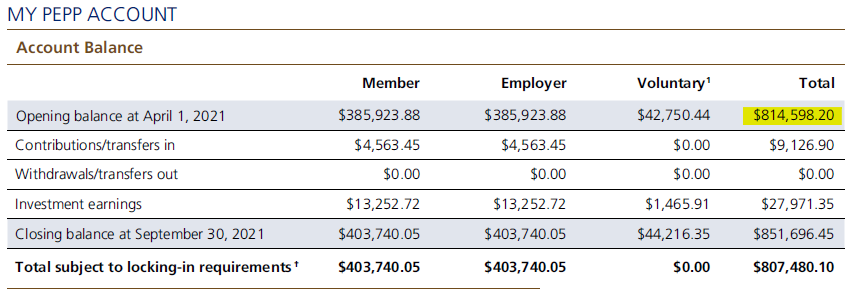 MY PEPP ACCOUNT
Account Balance
Member Employer Voluntary¹ Total
Opening balance at April 1, 2021 $385,923.88 $385,923.88 $42,750.44 $814,598.20
Contributions/transfers in $4,563.45 $4,563.45 $0.00 $9,126.90
Withdrawals/transfers out $0.00 $0.00 $0.00 $0.00
Investment earnings $13,252.72 $13,252.72 $1,465.91 $27,971.35
Closing balance at September 30, 2021 $403,740.05 $403,740.05 $44,216.35 $851,696.45
Total subject to locking-in requirements† $403,740.05 $403,740.05 $0.00 $807,480.10